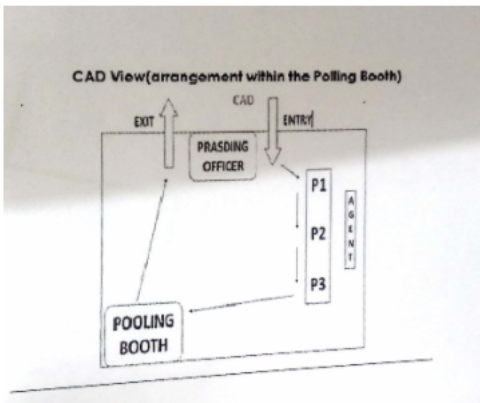 CAD View(arrangement within the Polling Booth)
CAD
EXIT
ENTRY
PRASDING
OFFICER
P1
P2
P3
AGENT
POOLING
BOOTH